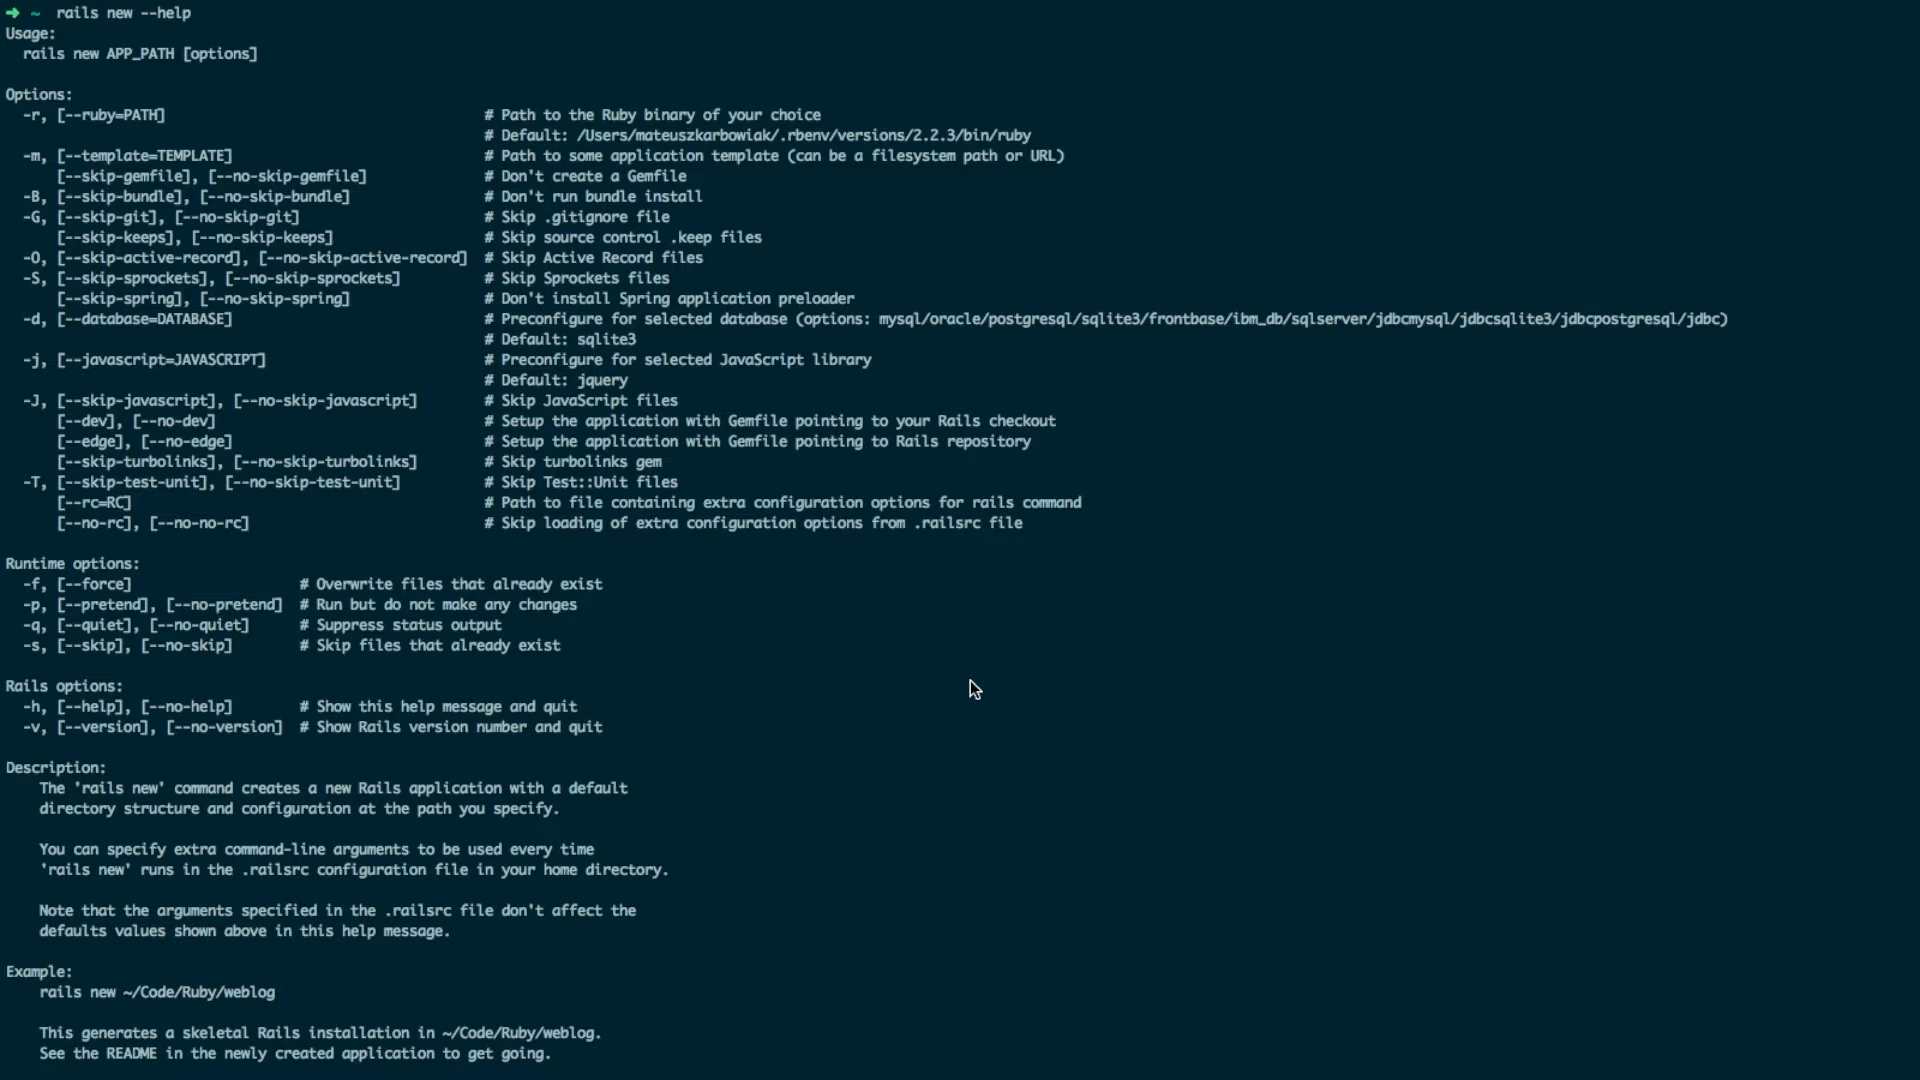 ➜ ~ rails new --help
Usage:
  rails new APP_PATH [options]

Options:
  -r, [--ruby=PATH]                                      # Path to the Ruby binary of your choice
                                                         # Default: /Users/mateuszkarbowiak/.rbenv/versions/2.2.3/bin/ruby
  -m, [--template=TEMPLATE]                              # Path to some application template (can be a filesystem path or URL)
      [--skip-gemfile], [--no-skip-gemfile]              # Don't create a Gemfile
  -B, [--skip-bundle], [--no-skip-bundle]                # Don't run bundle install
  -G, [--skip-git], [--no-skip-git]                      # Skip .gitignore file
      [--skip-keeps], [--no-skip-keeps]                  # Skip source control .keep files
  -O, [--skip-active-record], [--no-skip-active-record]  # Skip Active Record files
  -S, [--skip-sprockets], [--no-skip-sprockets]          # Skip Sprockets files
      [--skip-spring], [--no-skip-spring]                # Don't install Spring application preloader
  -d, [--database=DATABASE]                              # Preconfigure for selected database (options: mysql/oracle/postgresql/sqlite3/frontbase/ibm_db/sqlserver/jdbcmysql/jdbcsqlite3/jdbcpostgresql/jdbc)
                                                         # Default: sqlite3
  -j, [--javascript=JAVASCRIPT]                          # Preconfigure for selected JavaScript library
                                                         # Default: jquery
  -J, [--skip-javascript], [--no-skip-javascript]        # Skip JavaScript files
      [--dev], [--no-dev]                                # Setup the application with Gemfile pointing to your Rails checkout
      [--edge], [--no-edge]                              # Setup the application with Gemfile pointing to Rails repository
      [--skip-turbolinks], [--no-skip-turbolinks]        # Skip turbolinks gem
  -T, [--skip-test-unit], [--no-skip-test-unit]          # Skip Test::Unit files
      [--rc=RC]                                          # Path to file containing extra configuration options for rails command
      [--no-rc], [--no-no-rc]                            # Skip loading of extra configuration options from .railsrc file

Runtime options:
  -f, [--force]                    # Overwrite files that already exist
  -p, [--pretend], [--no-pretend]  # Run but do not make any changes
  -q, [--quiet], [--no-quiet]      # Suppress status output
  -s, [--skip], [--no-skip]        # Skip files that already exist

Rails options:
  -h, [--help], [--no-help]        # Show this help message and quit
  -v, [--version], [--no-version]  # Show Rails version number and quit

Description:
    The 'rails new' command creates a new Rails application with a default
    directory structure and configuration at the path you specify.

    You can specify extra command-line arguments to be used every time
    'rails new' runs in the .railsrc configuration file in your home directory.

    Note that the arguments specified in the .railsrc file don't affect the
    defaults values shown above in this help message.

Example:
    rails new ~/Code/Ruby/weblog

    This generates a skeletal Rails installation in ~/Code/Ruby/weblog.
    See the README in the newly created application to get going.